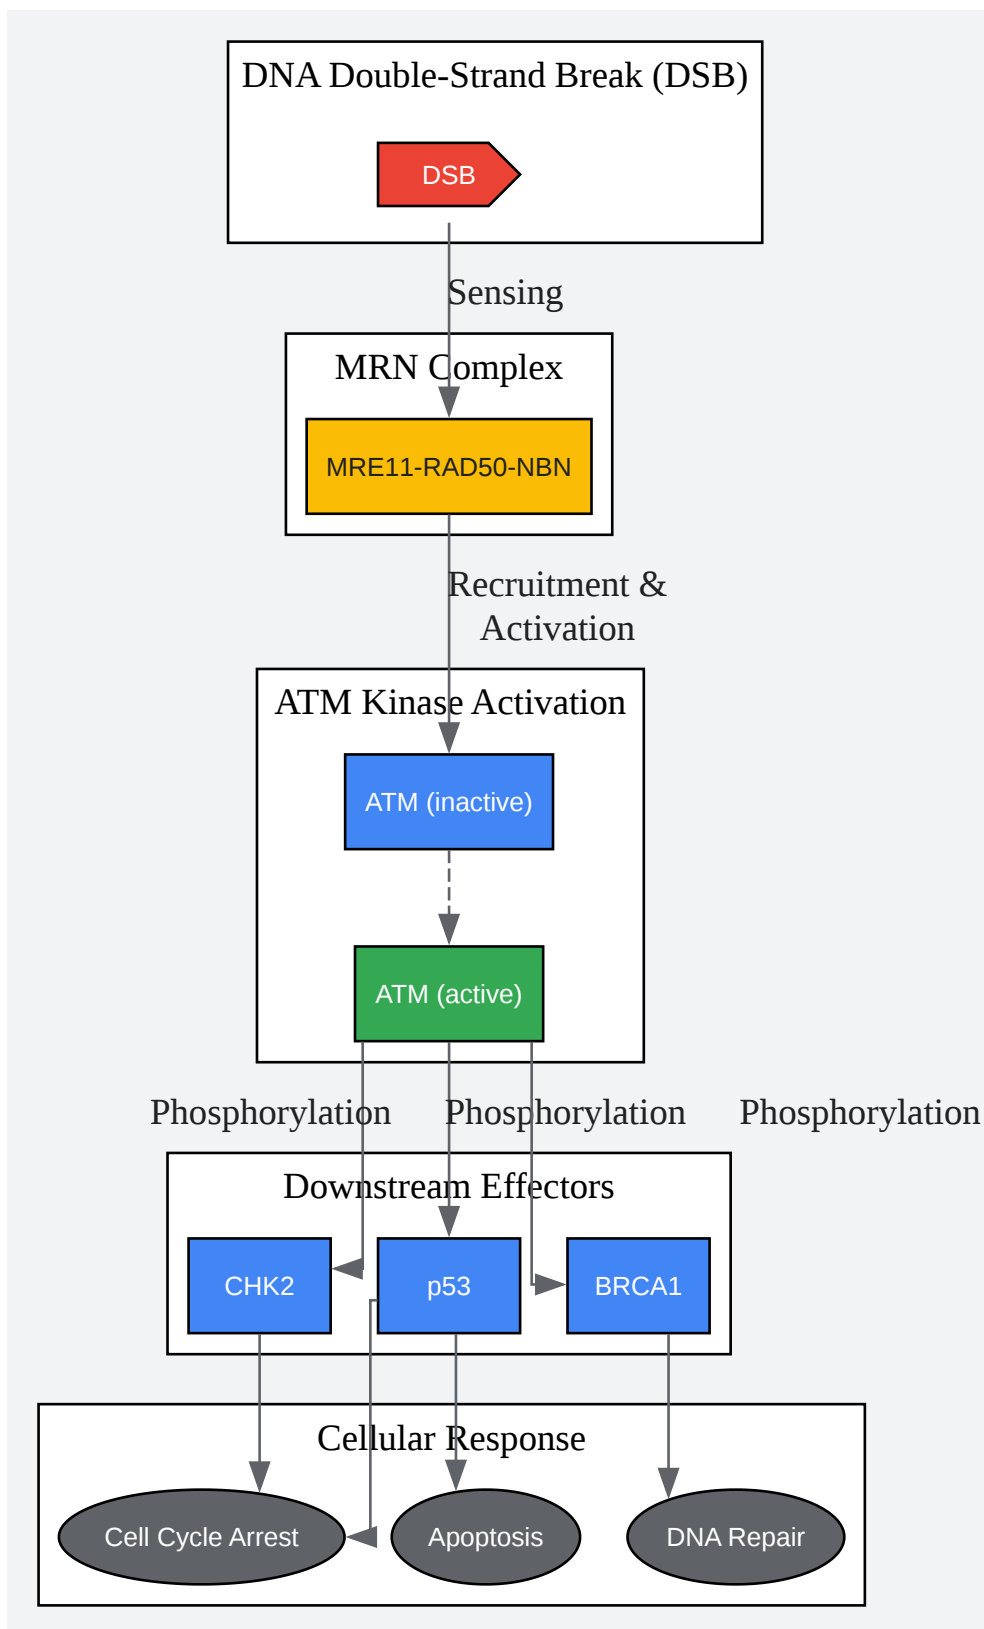 DNA Double-Strand Break (DSB)
DSB
Sensing
MRN Complex
MRE11-RAD50-NBN
Recruitment &
Activation
ATM Kinase Activation
ATM (inactive)
ATM (active)
Phosphorylation
Phosphorylation
Phosphorylation
Downstream Effectors
CHK2
p53
BRCA1
Cellular Response
Cell Cycle Arrest
Apoptosis
DNA Repair